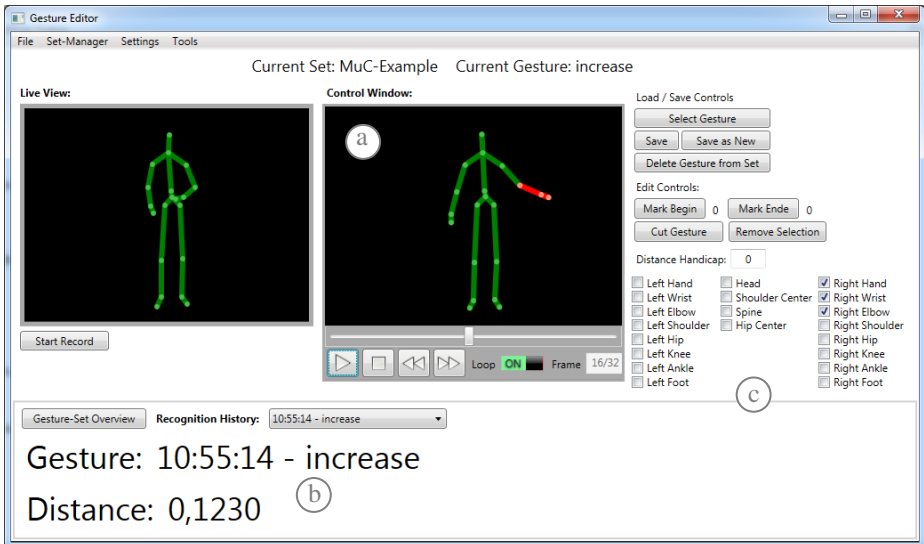 Gesture Editor
File Set-Manager Settings Tools
Current Set: MuC-Example Current Gesture: increase
Live View:
Control Window:
a
Load / Save Controls
Select Gesture
Save Save as New
Delete Gesture from Set
Edit Controls:
Mark Begin 0 Mark Ende 0
Cut Gesture Remove Selection
Distance Handicap: 0
Left Hand Head Right Hand
Left Wrist Shoulder Center Right Wrist
Left Elbow Spine Right Elbow
Left Shoulder Hip Center Right Shoulder
Left Hip Right Hip
Left Knee Right Knee
Left Ankle Right Ankle
Left Foot Right Foot
c
Start Record
Loop ON Frame 16/32
Gesture-Set Overview Recognition History: 10:55:14 - increase
Gesture: 10:55:14 - increase
Distance: 0,1230
b